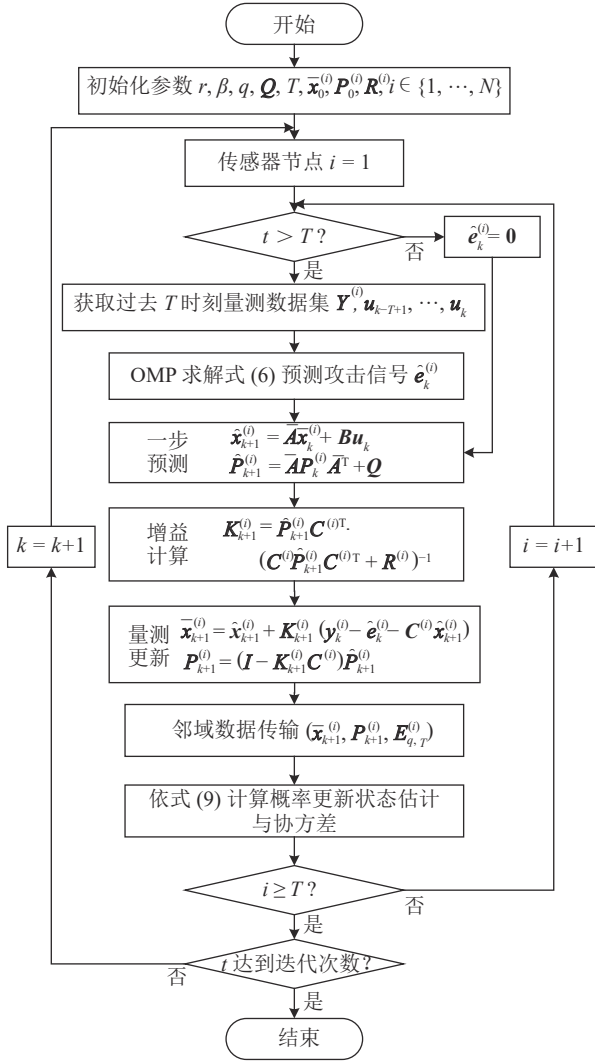 开始
初始化参数 r, β, q, Q, T, x̅₀⁽ⁱ⁾, P₀⁽ⁱ⁾, R⁽ⁱ⁾, i ∈ {1, ⋯, N}
传感器节点 i = 1
t > T ?
否
ê_k⁽ⁱ⁾ = 0
是
获取过去 T 时刻量测数据集 Y⁽ⁱ⁾, u_{k−T+1}, ⋯, u_k
OMP 求解式 (6) 预测攻击信号 ê_k⁽ⁱ⁾
一步 x̂_{k+1}⁽ⁱ⁾ = A̅x̅_k⁽ⁱ⁾ + Bu_k
预测 P̂_{k+1}⁽ⁱ⁾ = A̅P_k⁽ⁱ⁾A̅ᵀ + Q
k = k+1
增益 K_{k+1}⁽ⁱ⁾ = P̂_{k+1}⁽ⁱ⁾C⁽ⁱ⁾ᵀ·
计算 (C⁽ⁱ⁾P̂_{k+1}⁽ⁱ⁾C⁽ⁱ⁾ᵀ + R⁽ⁱ⁾)⁻¹
i = i+1
量测 x̅_{k+1}⁽ⁱ⁾ = x̂_{k+1}⁽ⁱ⁾ + K_{k+1}⁽ⁱ⁾ (y_k⁽ⁱ⁾ − ê_k⁽ⁱ⁾ − C⁽ⁱ⁾x̂_{k+1}⁽ⁱ⁾)
更新 P_{k+1}⁽ⁱ⁾ = (I − K_{k+1}⁽ⁱ⁾C⁽ⁱ⁾)P̂_{k+1}⁽ⁱ⁾
邻域数据传输 (x̅_{k+1}⁽ⁱ⁾, P_{k+1}⁽ⁱ⁾, E_{q, T}⁽ⁱ⁾)
依式 (9) 计算概率更新状态估计
与协方差
i ≥ T ?
否
是
t 达到迭代次数?
否
是
结束